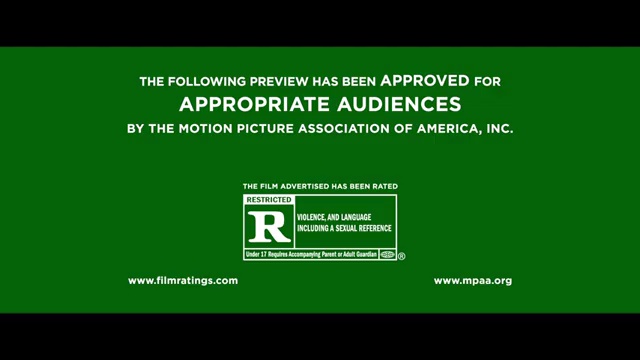 THE FOLLOWING PREVIEW HAS BEEN APPROVED FOR
APPROPRIATE AUDIENCES
BY THE MOTION PICTURE ASSOCIATION OF AMERICA, INC.
THE FILM ADVERTISED HAS BEEN RATED
RESTRICTED
R
VIOLENCE, AND LANGUAGE
INCLUDING A SEXUAL REFERENCE
Under 17 Requires Accompanying Parent or Adult Guardian
®
www.filmratings.com
www.mpaa.org